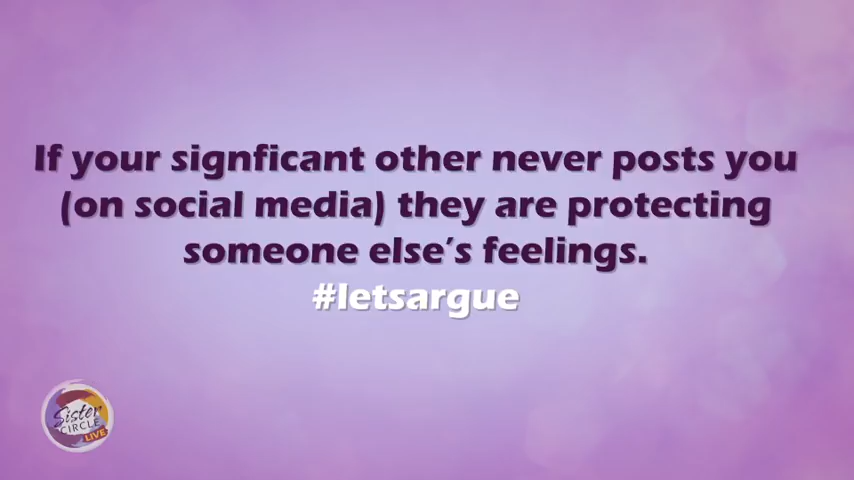 If your signficant other never posts you
(on social media) they are protecting
someone else's feelings.
#letsargue
Sister
CIRCLE
LIVE